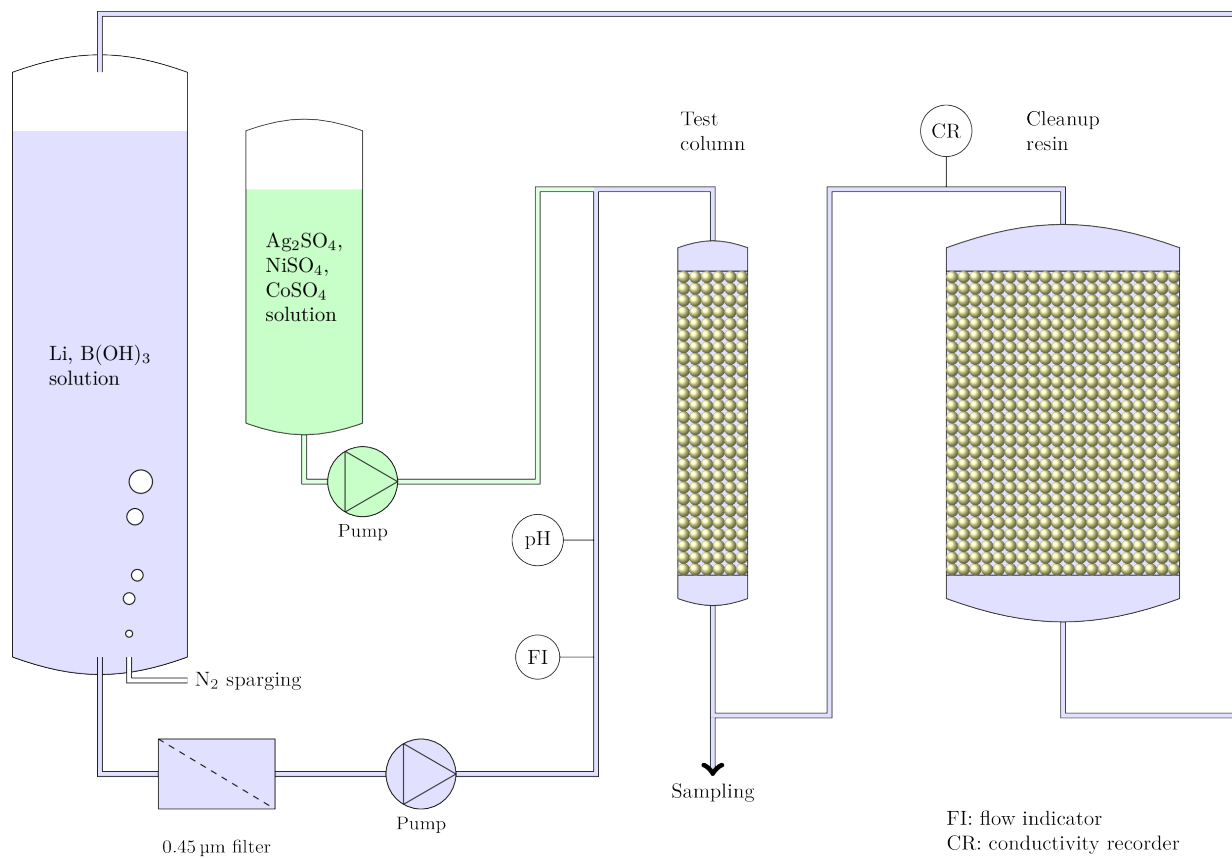 Test
column
CR
Cleanup
resin
Ag₂SO₄,
NiSO₄,
CoSO₄
solution
Li, B(OH)₃
solution
Pump
pH
FI
N₂ sparging
Sampling
Pump
0.45 µm filter
FI: flow indicator
CR: conductivity recorder